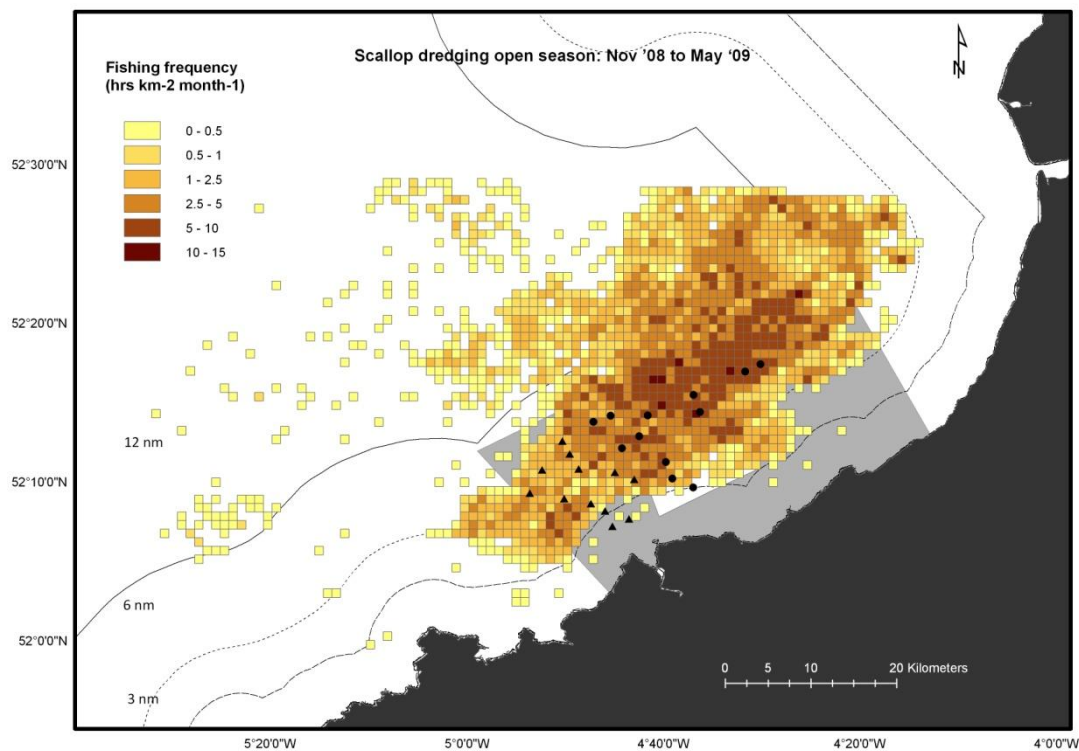 Scallop dredging open season: Nov '08 to May ‘09
N
Fishing frequency
(hrs km-2 month-1)
0 - 0.5
0.5 - 1
1 - 2.5
2.5 - 5
5 - 10
10 - 15
52°30'0"N
52°20'0"N
52°10'0"N
52°0'0"N
12 nm
6 nm
3 nm
0 5 10 20 Kilometers
5°20'0"W 5°0'0"W 4°40'0"W 4°20'0"W 4°0'0"W